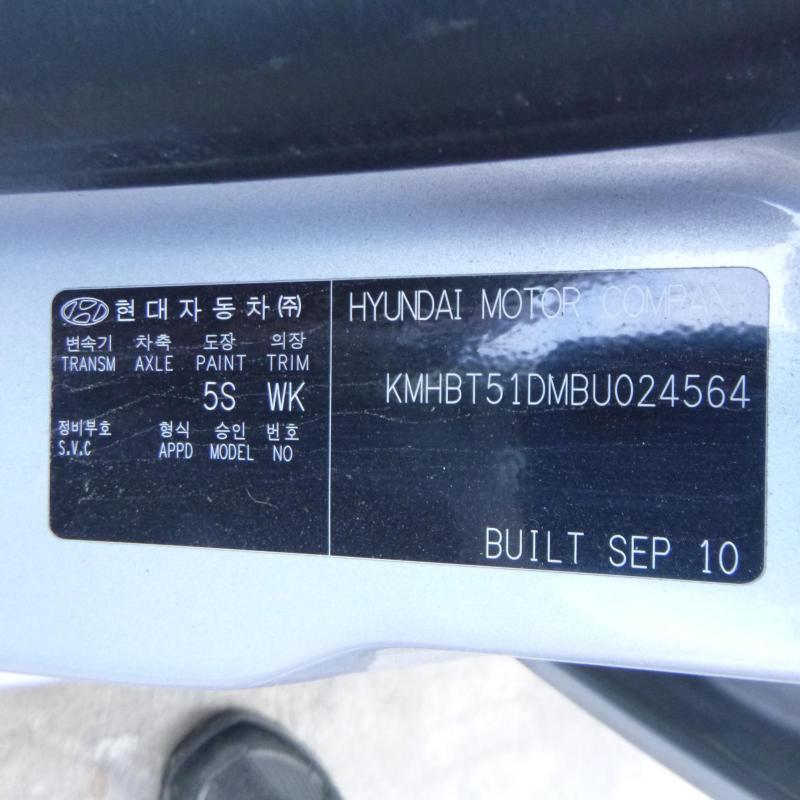 현대자동차㈜
변속기 차축 도장 의장
TRANSM AXLE PAINT TRIM
5S WK
정비부호 형식 승인 번호
S.V.C APPD MODEL NO
HYUNDAI MOTOR COMPANY
KMHBT51DMBU024564
BUILT SEP 10